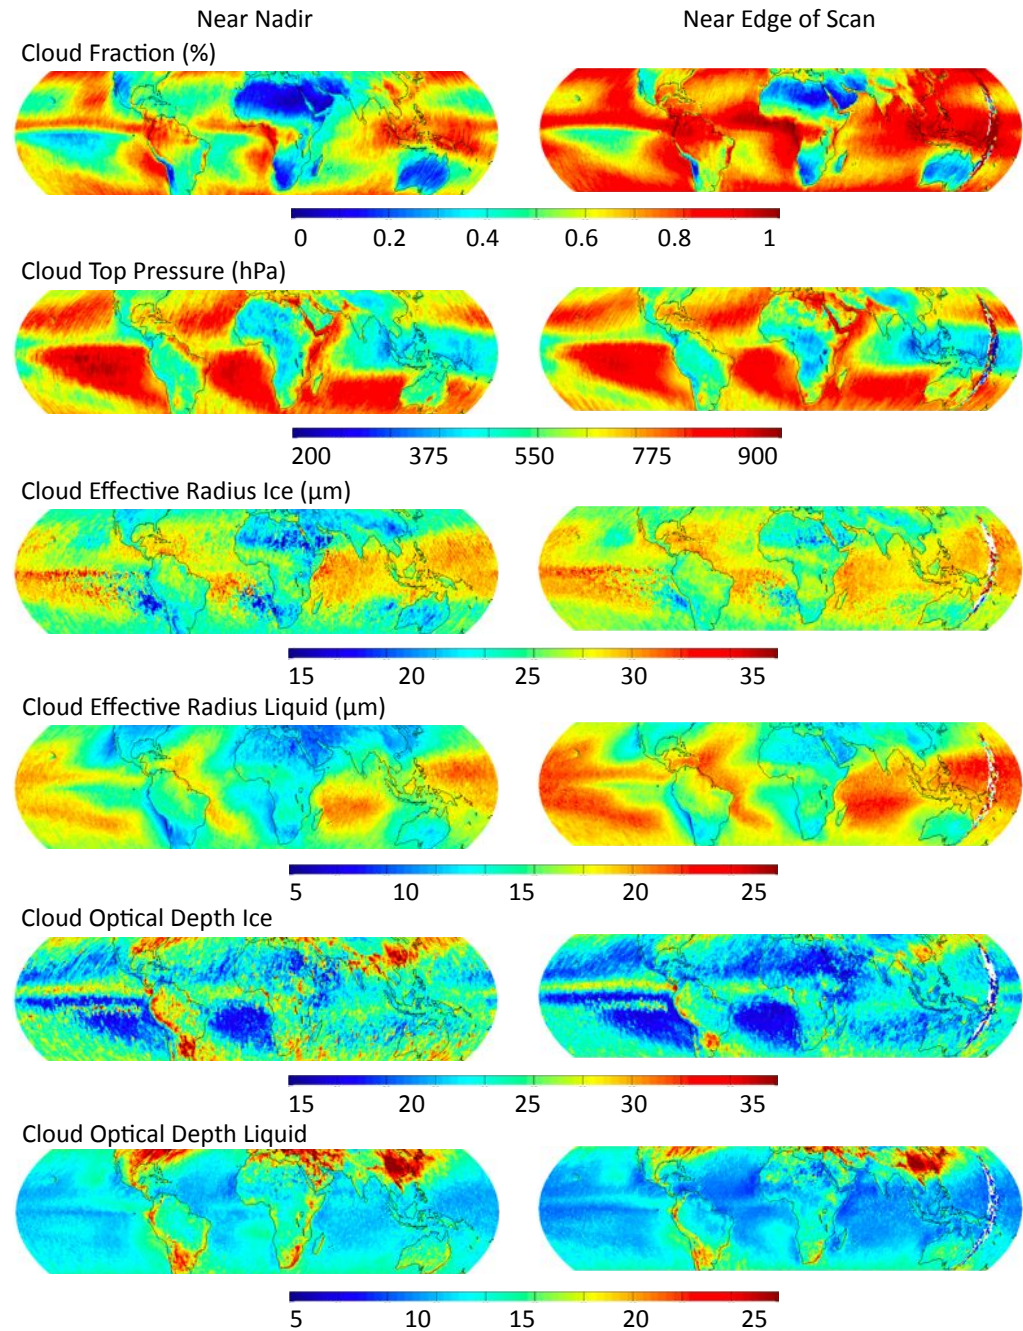 Near Nadir Near Edge of Scan
Cloud Fraction (%)
0 0.2 0.4 0.6 0.8 1
Cloud Top Pressure (hPa)
200 375 550 775 900
Cloud Effective Radius Ice (μm)
15 20 25 30 35
Cloud Effective Radius Liquid (μm)
5 10 15 20 25
Cloud Optical Depth Ice
15 20 25 30 35
Cloud Optical Depth Liquid
5 10 15 20 25